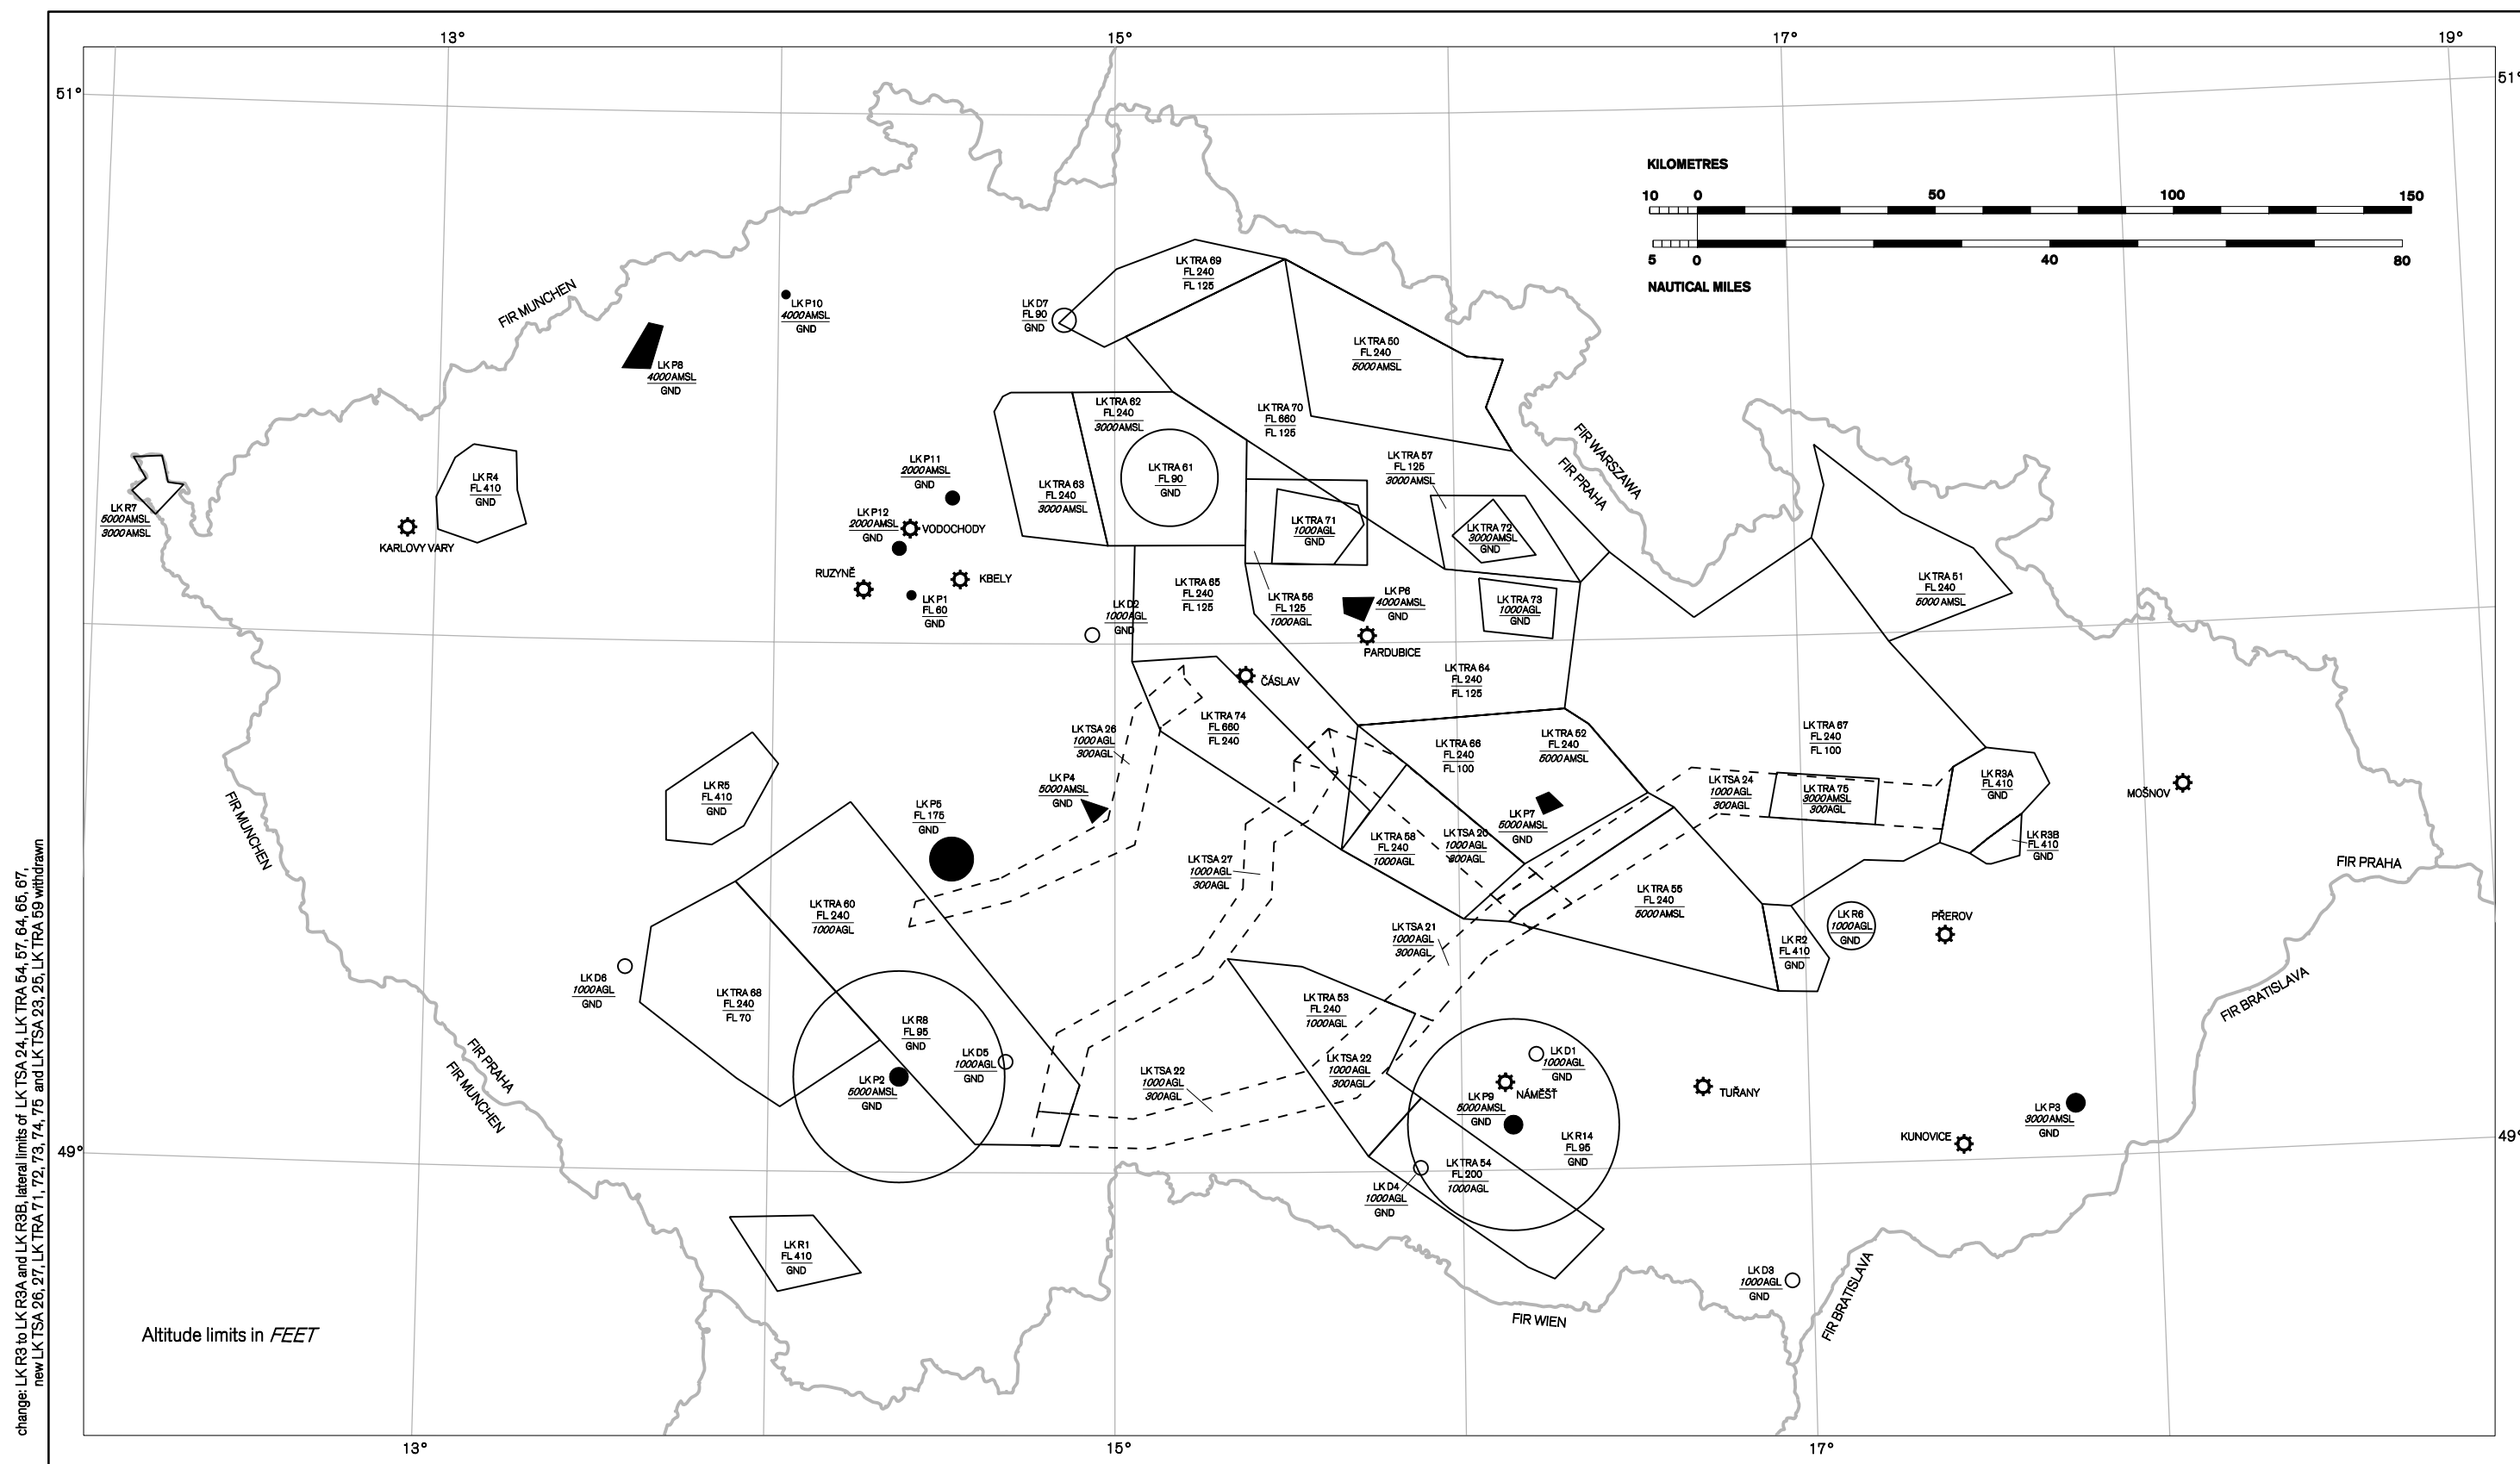 13°
15°
17°
19°
51°
51°
KILOMETRES
10 0 50 100 150
5 0 40 80
NAUTICAL MILES
FIR MUNCHEN
LK P10
4000 AMSL
GND
LK P8
4000 AMSL
GND
LK D7
FL 90
GND
LK TRA 69
FL 240
FL 125
LK TRA 50
FL 240
5000 AMSL
LK TRA 70
FL 660
FL 125
LK TRA 62
FL 240
3000 AMSL
LK TRA 61
FL 90
GND
LK TRA 63
FL 240
3000 AMSL
LK TRA 57
FL 125
3000 AMSL
FIR WARSZAWA
FIR PRAHA
LK R4
FL 410
GND
LK R7
5000 AMSL
3000 AMSL
KARLOVY VARY
LK P11
2000 AMSL
GND
LK P12
2000 AMSL
GND
VODOCHODY
RUZYNĚ
KBELY
LK P1
FL 60
GND
LK D2
1000 AGL
GND
LK TRA 71
1000 AGL
GND
LK TRA 72
3000 AMSL
GND
LK TRA 65
FL 240
FL 125
LK TRA 56
FL 125
1000 AGL
LK P6
4000 AMSL
GND
PARDUBICE
LK TRA 73
1000 AGL
GND
LK TRA 51
FL 240
5000 AMSL
ČÁSLAV
LK TRA 64
FL 240
FL 125
LK TRA 74
FL 660
FL 240
LK TSA 26
1000 AGL
300 AGL
LK TRA 66
FL 240
FL 100
LK TRA 52
FL 240
5000 AMSL
LK TRA 67
FL 240
FL 100
LK TSA 24
1000 AGL
300 AGL
LK TRA 75
3000 AMSL
300 AGL
LK R3A
FL 410
GND
LK R3B
FL 410
GND
MOŠNOV
LK R5
FL 410
GND
LK P5
FL 175
GND
LK P4
5000 AMSL
GND
LK P7
5000 AMSL
GND
LK TRA 58
FL 240
1000 AGL
LK TSA 20
1000 AGL
300 AGL
LK TSA 27
1000 AGL
300 AGL
LK TRA 55
FL 240
5000 AMSL
FIR MUNCHEN
FIR PRAHA
FIR BRATISLAVA
LK TRA 60
FL 240
1000 AGL
LK TSA 21
1000 AGL
300 AGL
LK R2
FL 410
GND
LK R6
1000 AGL
GND
PŘEROV
LK D6
1000 AGL
GND
LK TRA 68
FL 240
FL 70
LK R8
FL 95
GND
LK D5
1000 AGL
GND
LK P2
5000 AMSL
GND
LK TRA 53
FL 240
1000 AGL
LK TSA 22
1000 AGL
300 AGL
LK TSA 22
1000 AGL
300 AGL
LK D1
1000 AGL
GND
NÁMĚŠŤ
LK P9
5000 AMSL
GND
TUŘANY
LK R14
FL 95
GND
KUNOVICE
LK P3
3000 AMSL
GND
LK TRA 54
FL 200
1000 AGL
LK D4
1000 AGL
GND
FIR PRAHA
FIR MUNCHEN
49°
49°
LK R1
FL 410
GND
LK D3
1000 AGL
GND
FIR WIEN
FIR BRATISLAVA
Altitude limits in FEET
13°
15°
17°
change: LK R3 to LK R3A and LK R3B, lateral limits of LK TSA 24, LK TRA 54, 57, 64, 65, 67,
new LK TSA 26, 27, LK TRA 71, 72, 73, 74, 75 and LK TSA 23, 25, LK TRA 59 withdrawn